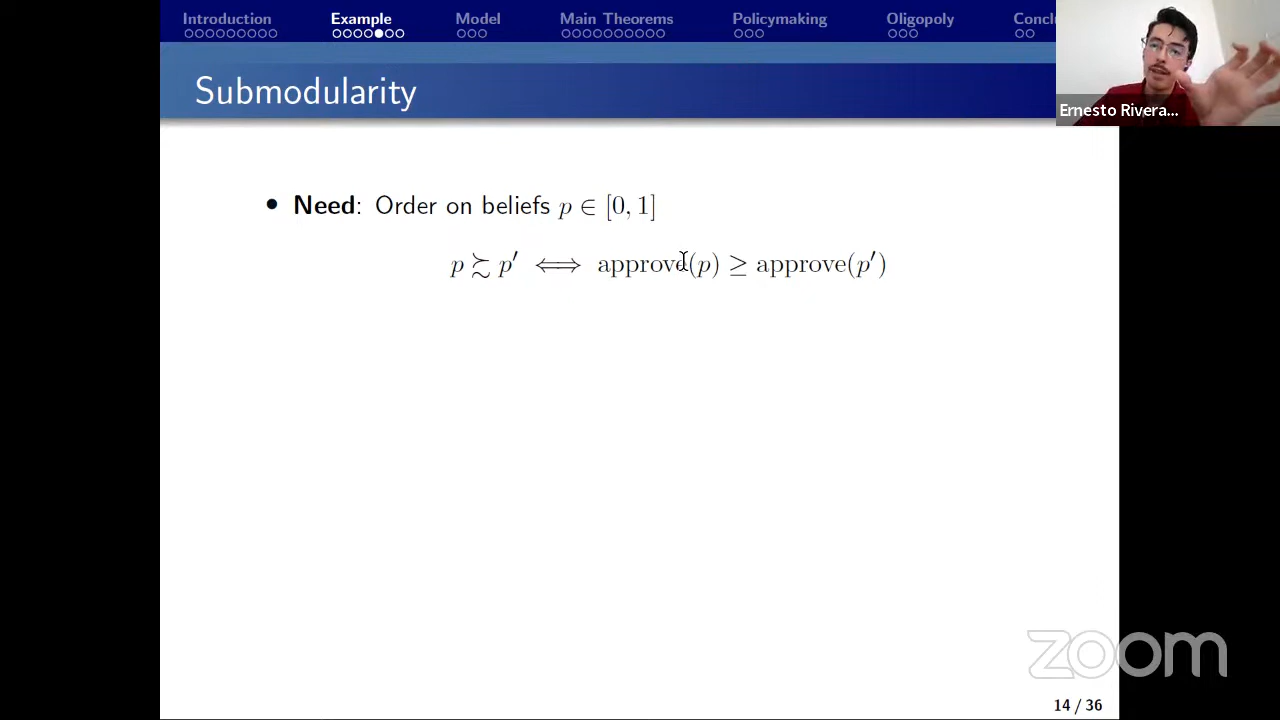 Introduction Example Model Main Theorems Policymaking Oligopoly Conclu
Submodularity
Ernesto Rivera...
• Need: Order on beliefs p ∈ [0, 1]
p ≿ p′ ⟺ approve(p) ≥ approve(p′)
zoom
14 / 36